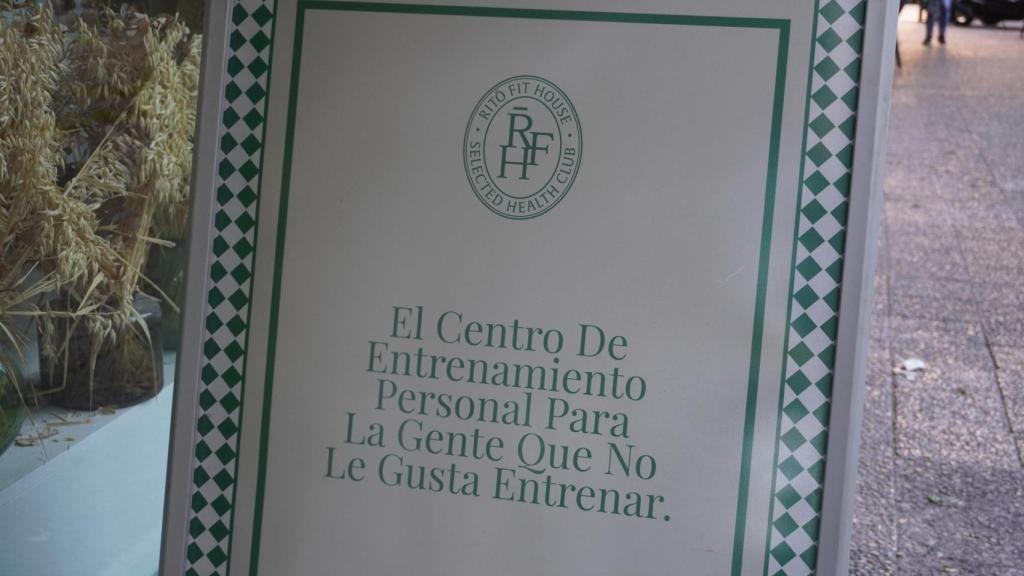 RITŌ FIT HOUSE
R̄FH
SELECTED HEALTH CLUB
El Centro De
Entrenamiento
Personal Para
La Gente Que No
Le Gusta Entrenar.